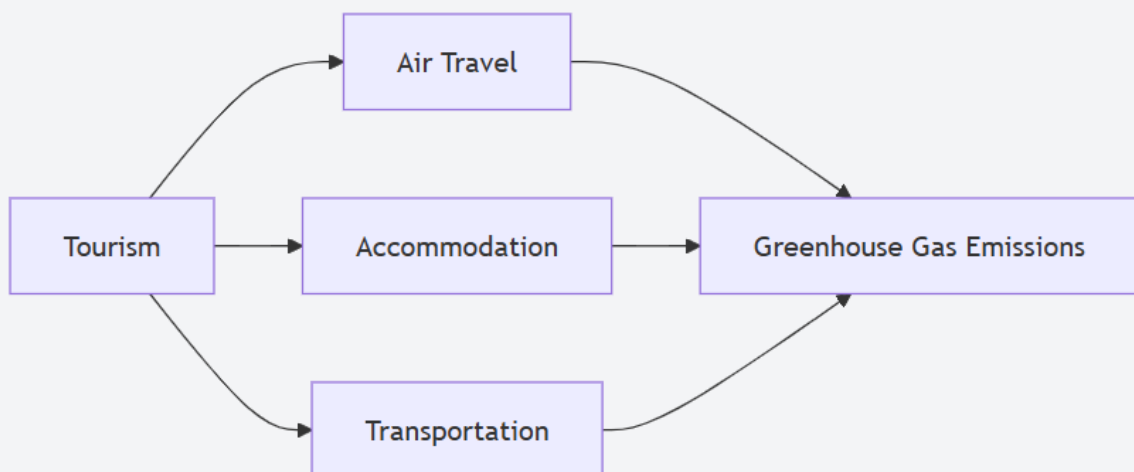 Air Travel
Tourism
Accommodation
Greenhouse Gas Emissions
Transportation